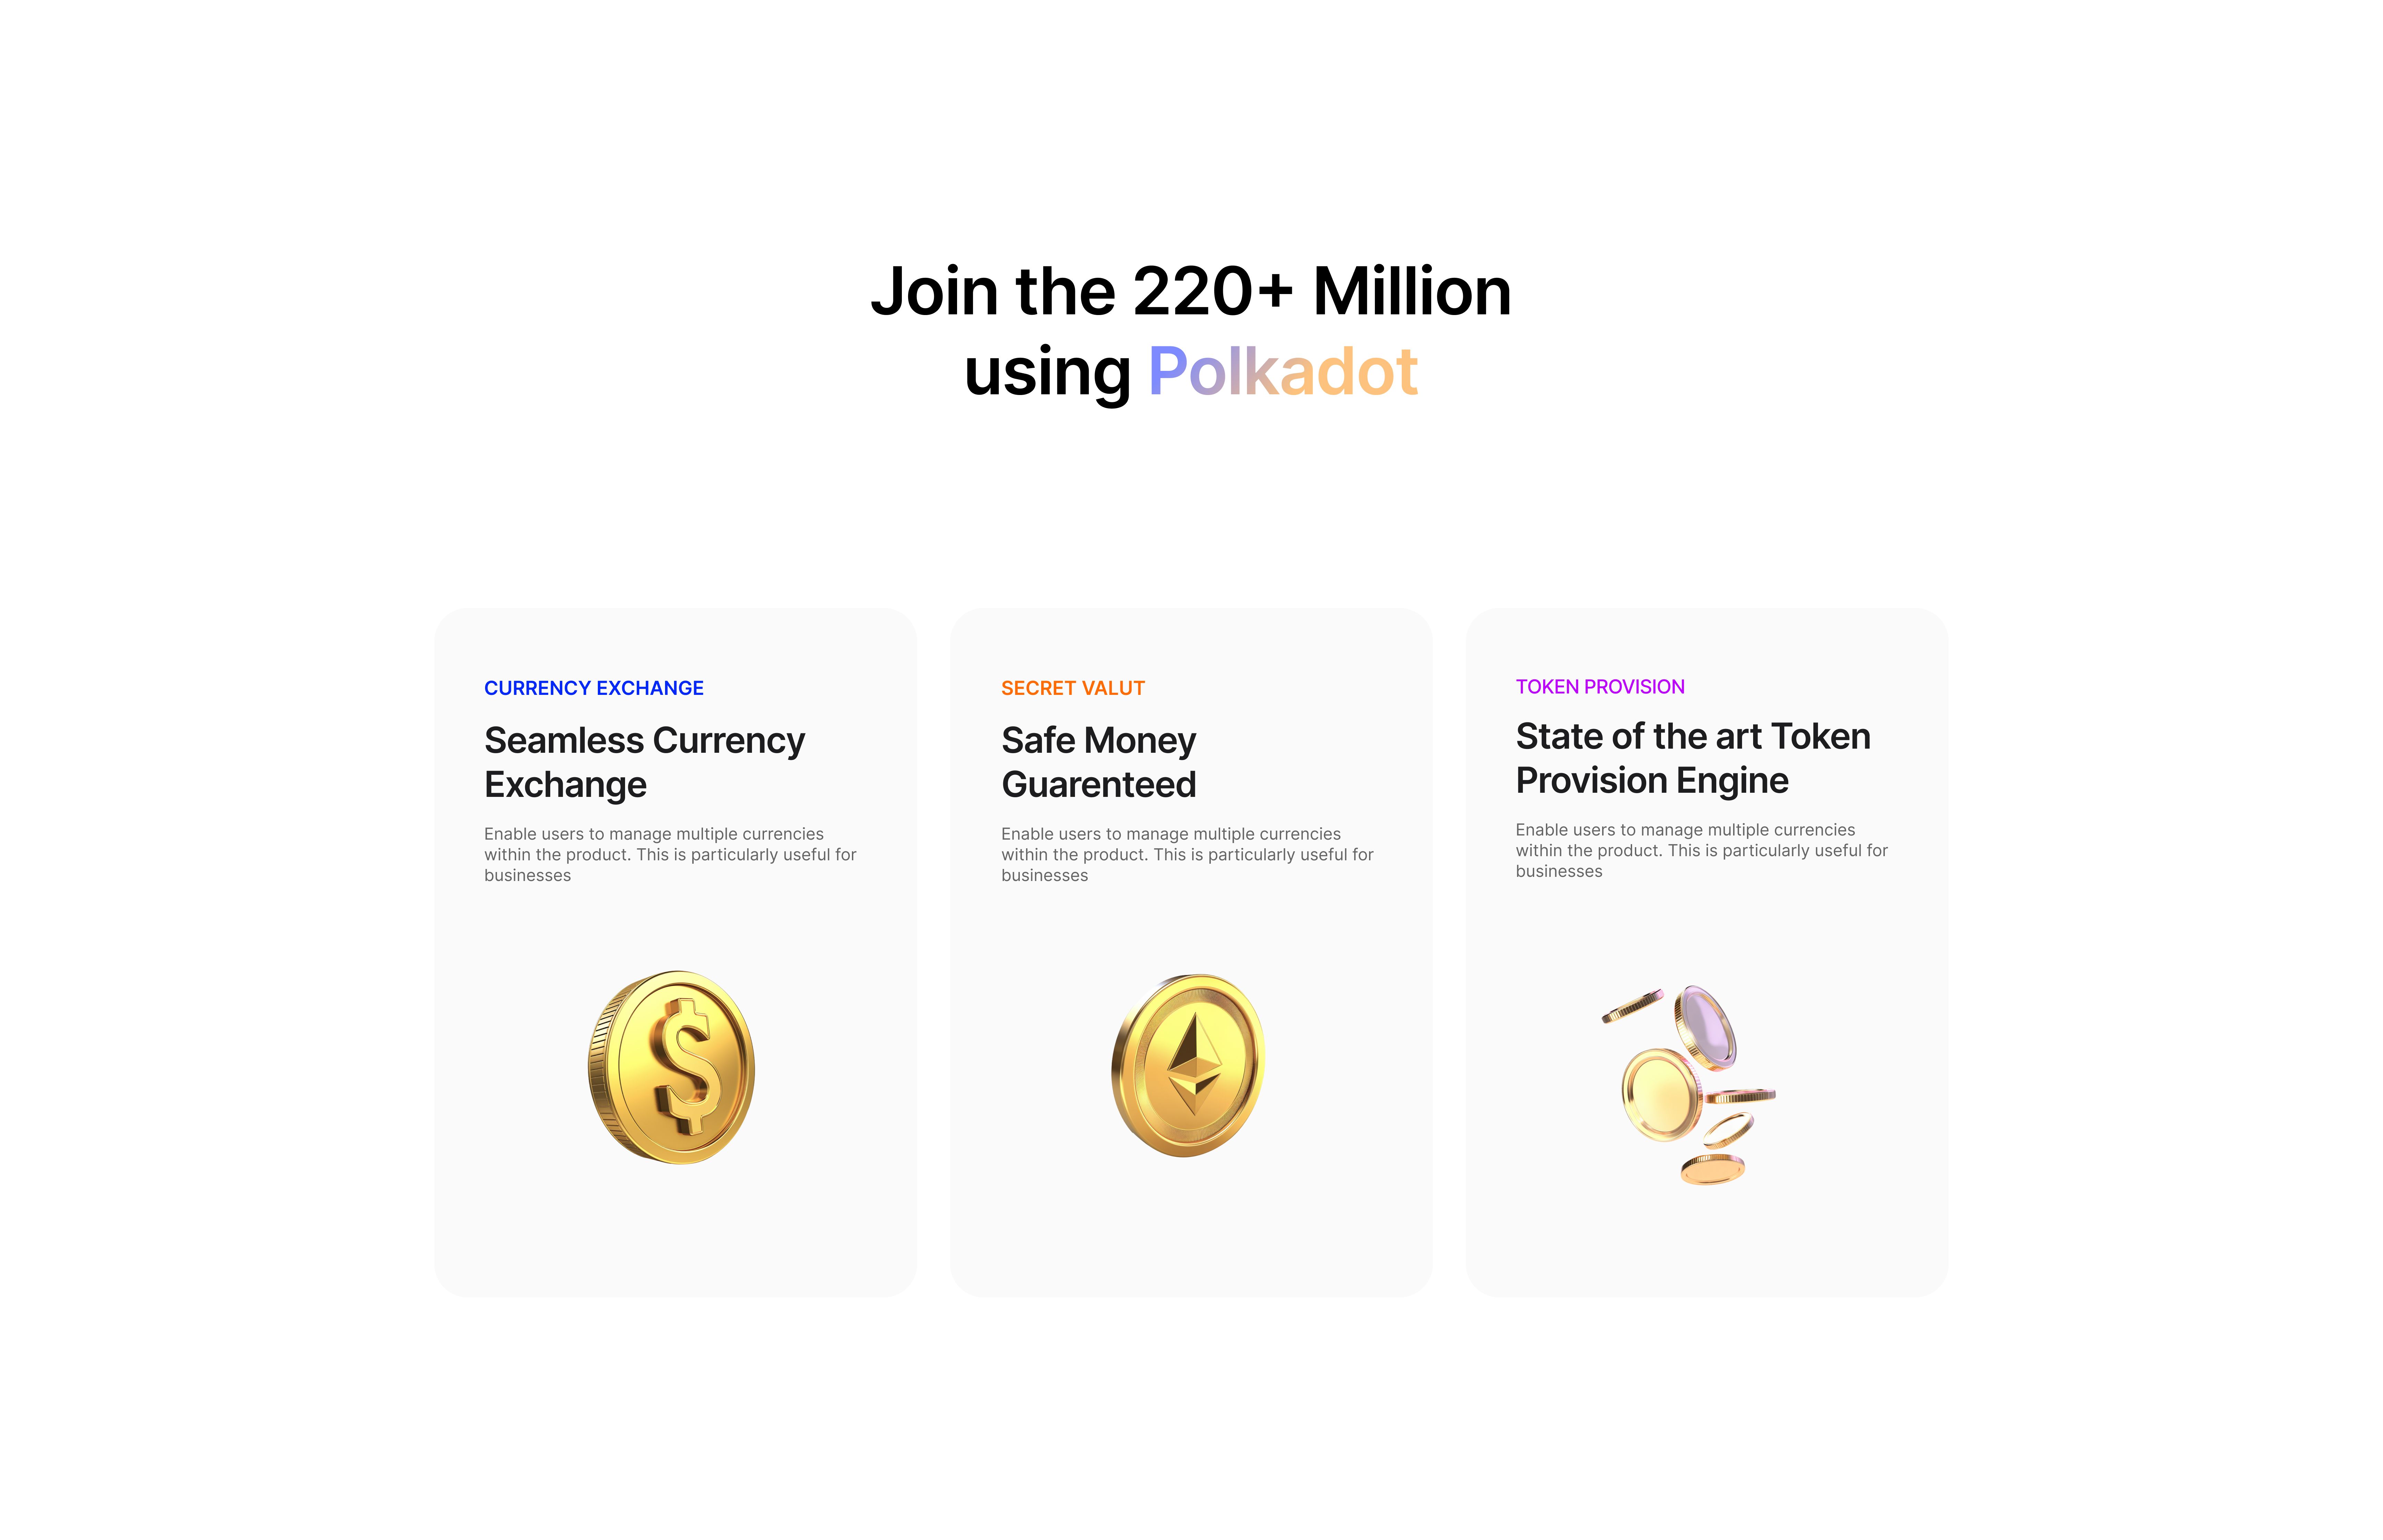 Join the 220+ Million
using Polkadot
CURRENCY EXCHANGE
Seamless Currency
Exchange
Enable users to manage multiple currencies
within the product. This is particularly useful for
businesses
SECRET VALUT
Safe Money
Guarenteed
Enable users to manage multiple currencies
within the product. This is particularly useful for
businesses
TOKEN PROVISION
State of the art Token
Provision Engine
Enable users to manage multiple currencies
within the product. This is particularly useful for
businesses
$